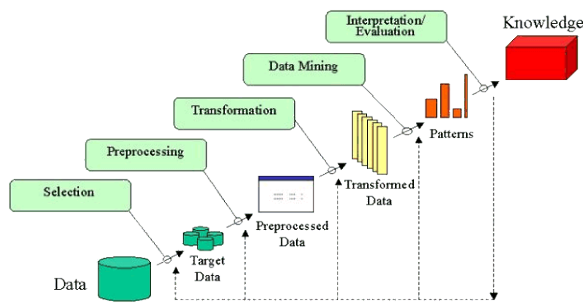 Interpretation/
Evaluation
Knowledge
Data Mining
Patterns
Transformation
Transformed
Data
Preprocessing
Preprocessed
Data
Selection
Target
Data
Data